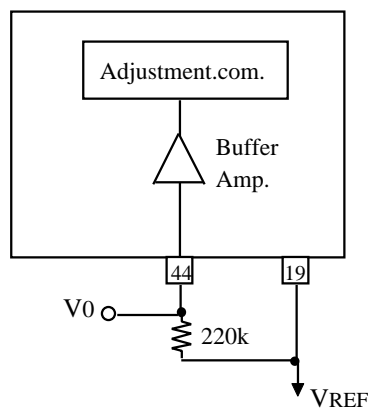 Adjustment.com.
Buffer
Amp.
44
19
V0
220k
VREF